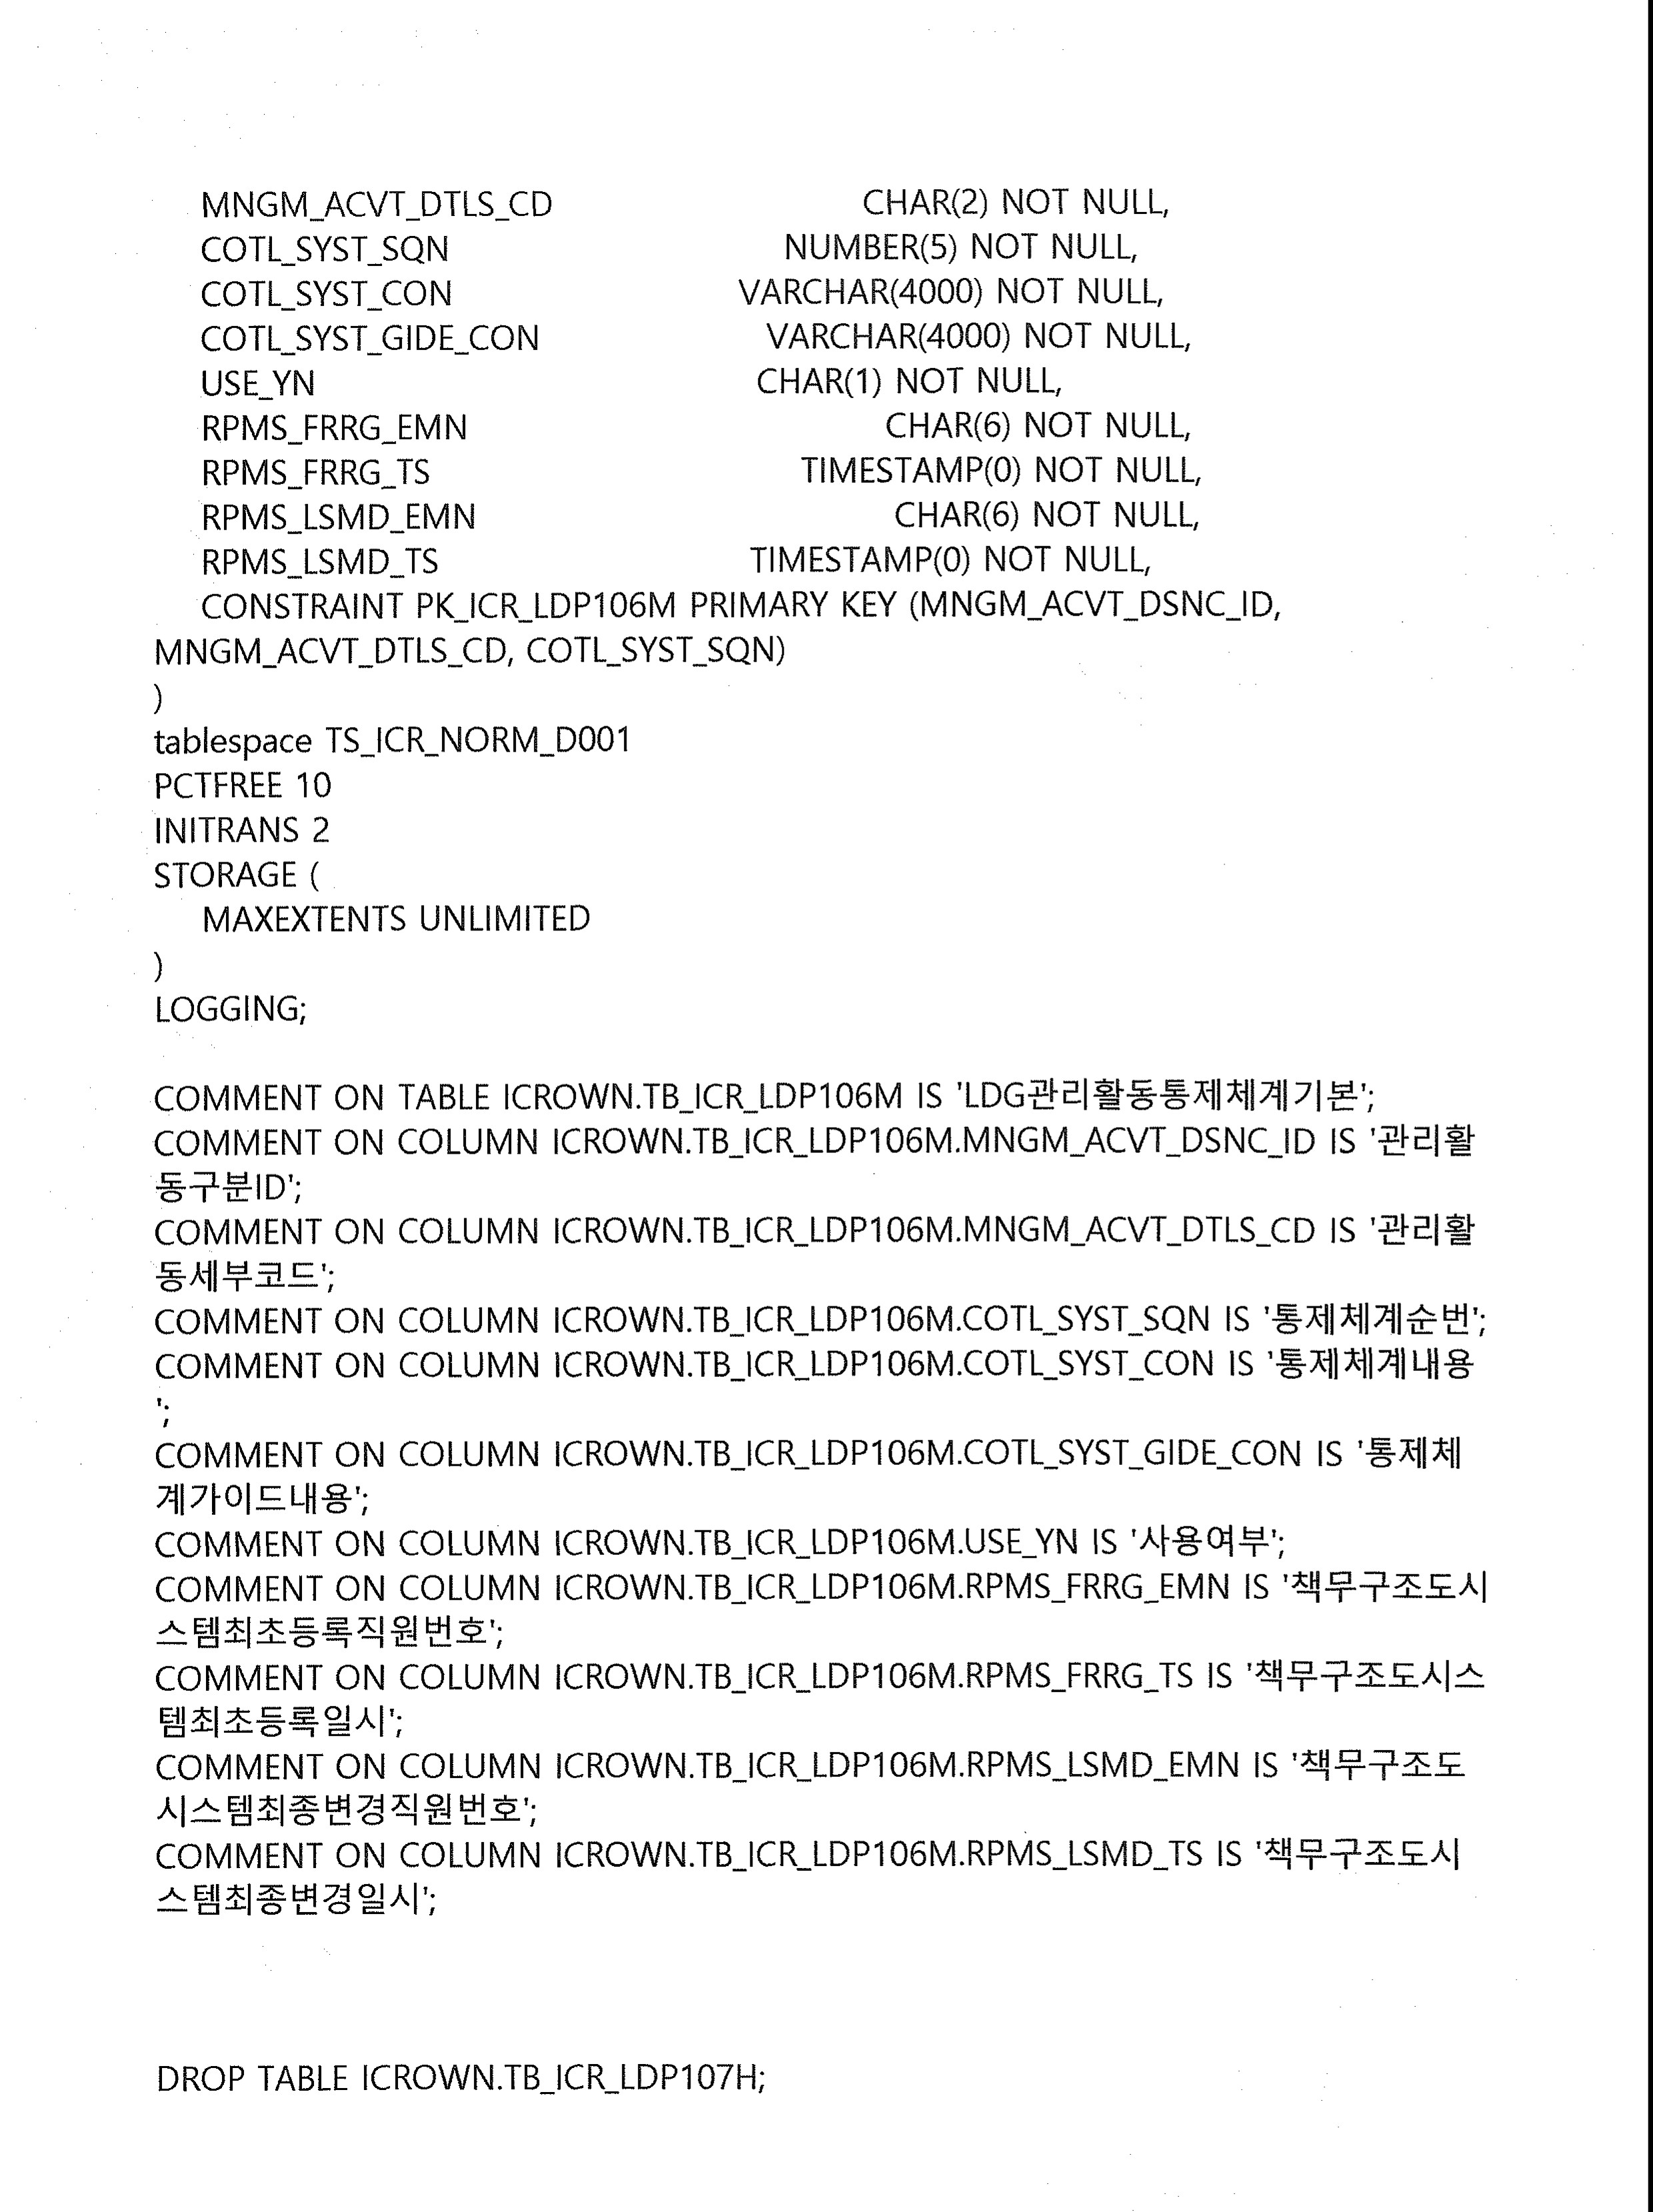 MNGM_ACVT_DTLS_CD CHAR(2) NOT NULL,
COTL_SYST_SQN NUMBER(5) NOT NULL,
COTL_SYST_CON VARCHAR(4000) NOT NULL,
COTL_SYST_GIDE_CON VARCHAR(4000) NOT NULL,
USE_YN CHAR(1) NOT NULL,
RPMS_FRRG_EMN CHAR(6) NOT NULL,
RPMS_FRRG_TS TIMESTAMP(0) NOT NULL,
RPMS_LSMD_EMN CHAR(6) NOT NULL,
RPMS_LSMD_TS TIMESTAMP(0) NOT NULL,
CONSTRAINT PK_ICR_LDP106M PRIMARY KEY (MNGM_ACVT_DSNC_ID,
MNGM_ACVT_DTLS_CD, COTL_SYST_SQN)
)
tablespace TS_ICR_NORM_D001
PCTFREE 10
INITRANS 2
STORAGE (
MAXEXTENTS UNLIMITED
)
LOGGING;
COMMENT ON TABLE ICROWN.TB_ICR_LDP106M IS 'LDG관리활동통제체계기본';
COMMENT ON COLUMN ICROWN.TB_ICR_LDP106M.MNGM_ACVT_DSNC_ID IS '관리활
동구분ID';
COMMENT ON COLUMN ICROWN.TB_ICR_LDP106M.MNGM_ACVT_DTLS_CD IS '관리활
동세부코드';
COMMENT ON COLUMN ICROWN.TB_ICR_LDP106M.COTL_SYST_SQN IS '통제체계순번';
COMMENT ON COLUMN ICROWN.TB_ICR_LDP106M.COTL_SYST_CON IS '통제체계내용
';
COMMENT ON COLUMN ICROWN.TB_ICR_LDP106M.COTL_SYST_GIDE_CON IS '통제체
계가이드내용';
COMMENT ON COLUMN ICROWN.TB_ICR_LDP106M.USE_YN IS '사용여부';
COMMENT ON COLUMN ICROWN.TB_ICR_LDP106M.RPMS_FRRG_EMN IS '책무구조도시
스템최초등록직원번호';
COMMENT ON COLUMN ICROWN.TB_ICR_LDP106M.RPMS_FRRG_TS IS '책무구조도시스
템최초등록일시';
COMMENT ON COLUMN ICROWN.TB_ICR_LDP106M.RPMS_LSMD_EMN IS '책무구조도
시스템최종변경직원번호';
COMMENT ON COLUMN ICROWN.TB_ICR_LDP106M.RPMS_LSMD_TS IS '책무구조도시
스템최종변경일시';
DROP TABLE ICROWN.TB_ICR_LDP107H;